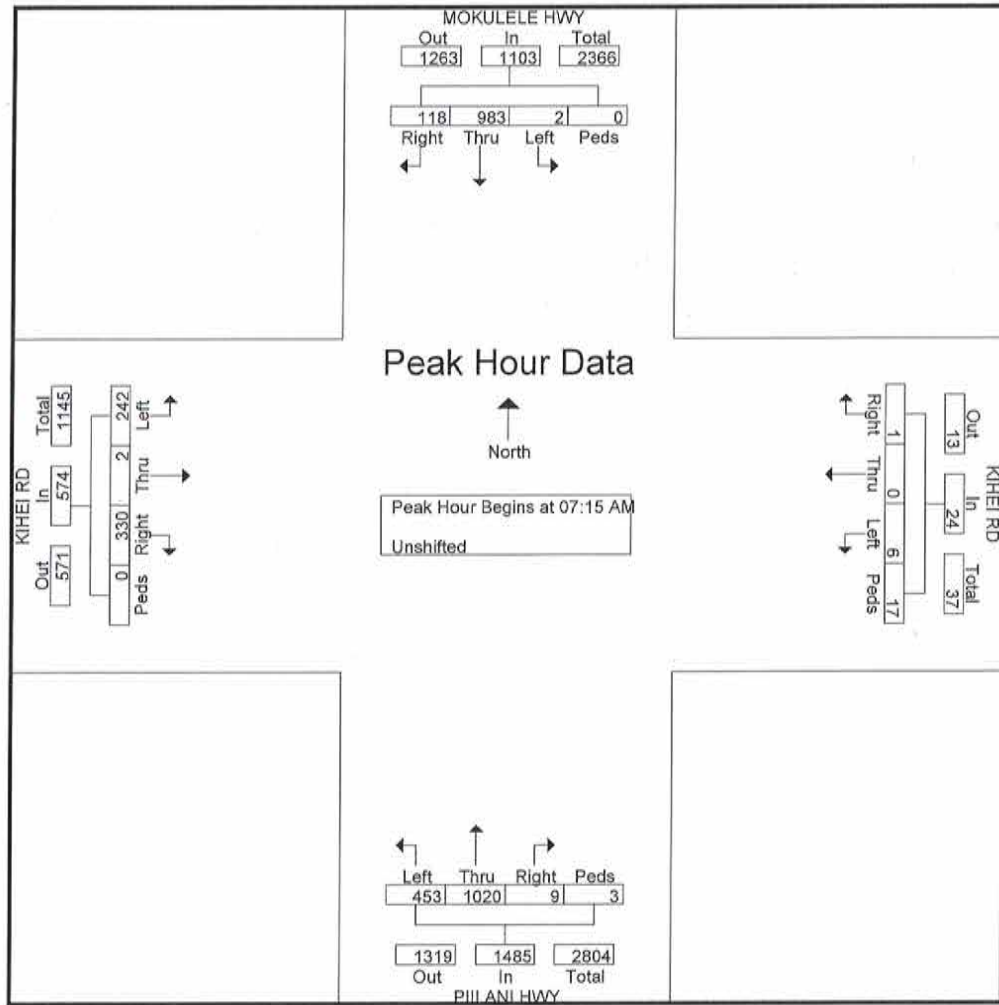 MOKULELE HWY
Out In Total
1263 1103 2366
118 983 2 0
Right Thru Left Peds
Peak Hour Data
North
Peak Hour Begins at 07:15 AM
Unshifted
KIHEI RD
Total In Out
1145 574 571
242 2 330 0
Left Thru Right Peds
KIHEI RD
Out In Total
13 24 37
1 0 6 17
Right Thru Left Peds
Left Thru Right Peds
453 1020 9 3
1319 1485 2804
Out In Total
PIILANI HWY